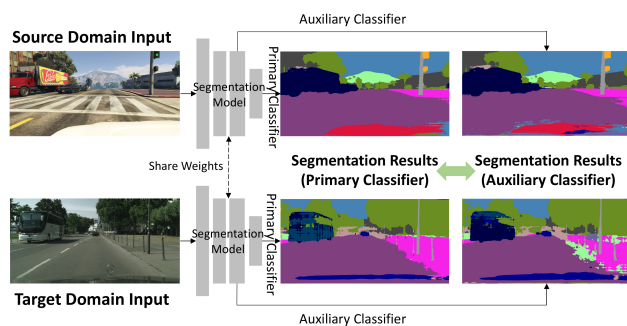 Auxiliary Classifier
Source Domain Input
Segmentation
Model
Primary Classifier
Share Weights
Segmentation Results
(Primary Classifier)
Segmentation Results
(Auxiliary Classifier)
Segmentation
Model
Primary Classifier
Target Domain Input
Auxiliary Classifier